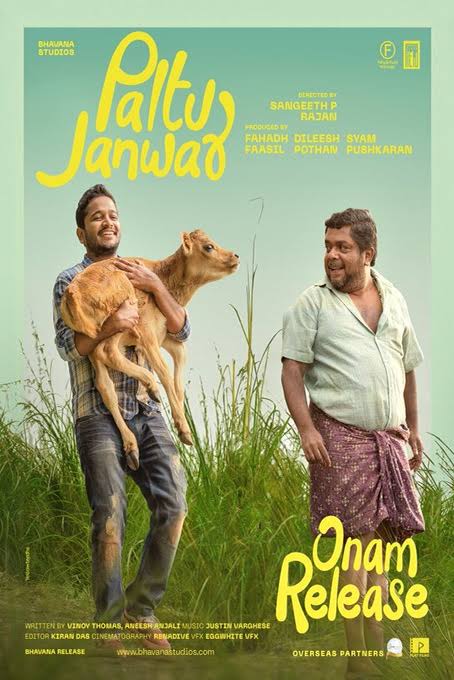 BHAVANA
STUDIOS
Paltu
Janwar
DIRECTED BY
SANGEETH P
RAJAN
PRODUCED BY
FAHADH DILEESH SYAM
FAASIL POTHAN PUSHKARAN
Onam
Release
WRITTEN BY VINOY THOMAS, ANEESH ANJALI MUSIC JUSTIN VARGHESE
EDITOR KIRAN DAS CINEMATOGRAPHY RENADIVE VFX EGGWHITE VFX
BHAVANA RELEASE www.bhavanastudios.com OVERSEAS PARTNERS